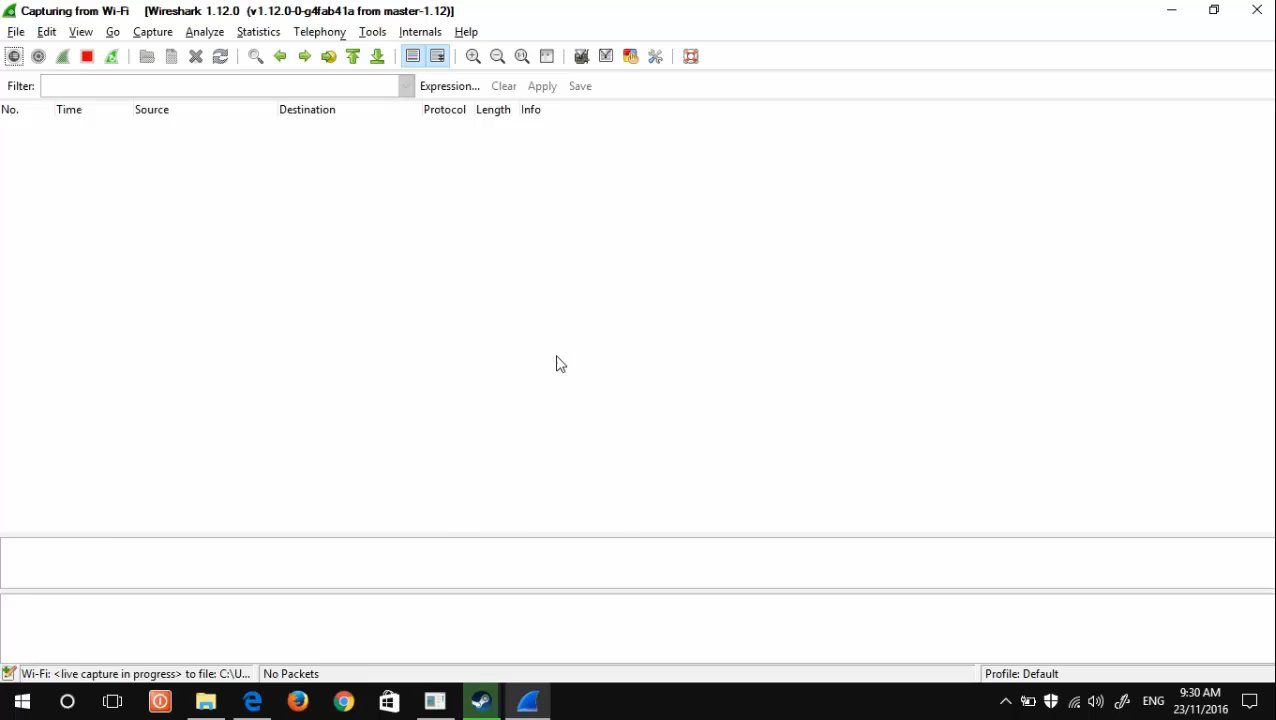 Capturing from Wi-Fi [Wireshark 1.12.0 (v1.12.0-0-g4fab41a from master-1.12)]
File Edit View Go Capture Analyze Statistics Telephony Tools Internals Help
Filter: Expression... Clear Apply Save
No. Time Source Destination Protocol Length Info
Wi-Fi: <live capture in progress> to file: C:\U... No Packets Profile: Default
ENG 9:30 AM
23/11/2016